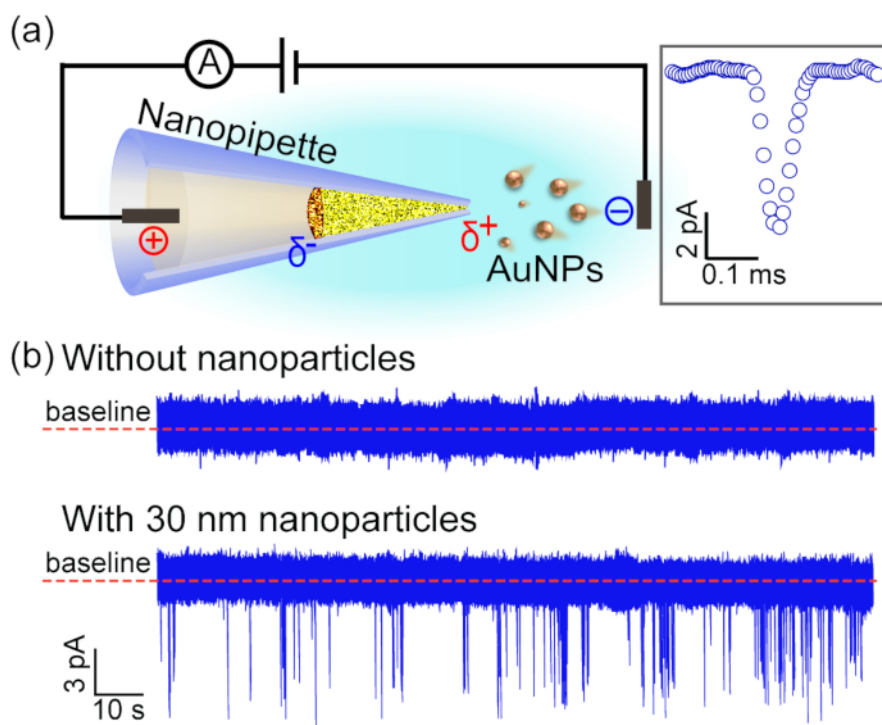 (a)
A
Nanopipette
⊕
δ-
δ+
⊖
AuNPs
2 pA
0.1 ms
(b) Without nanoparticles
baseline
With 30 nm nanoparticles
baseline
3 pA
10 s